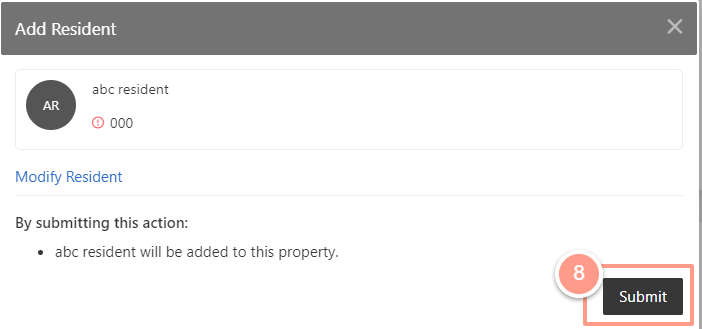 Add Resident
AR
abc resident
000
Modify Resident
By submitting this action:
• abc resident will be added to this property.
8
Submit